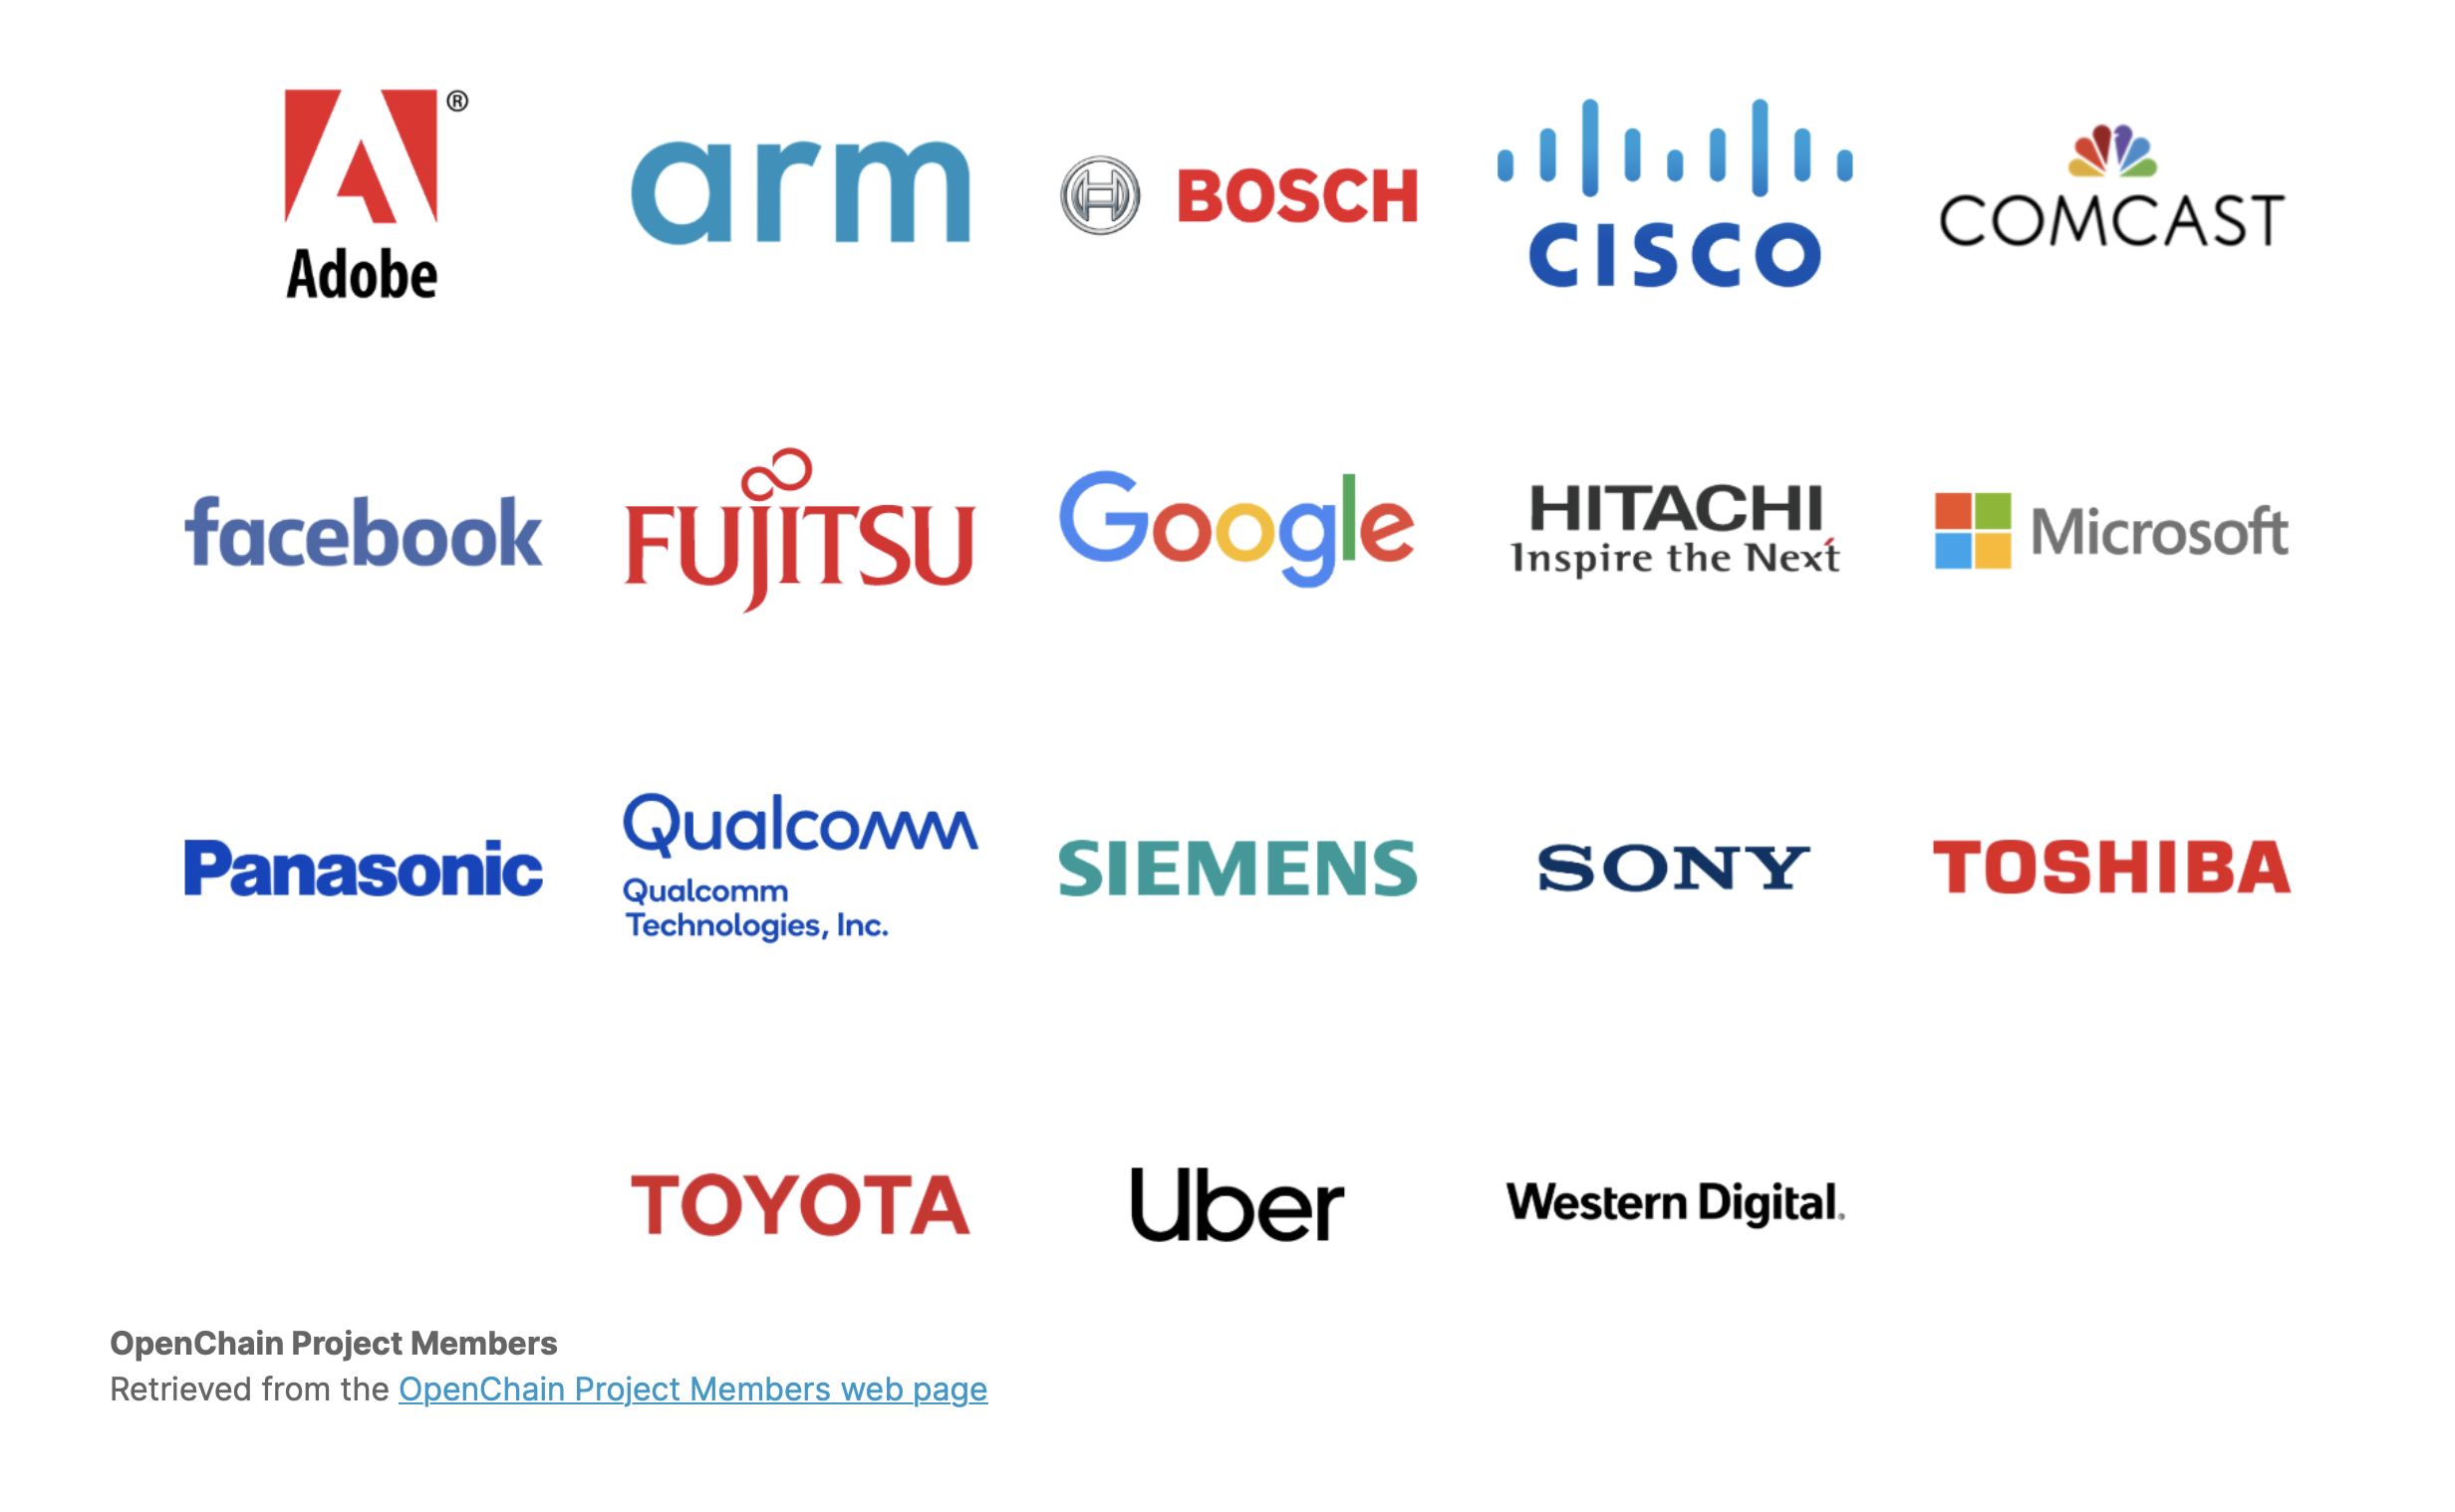 ®
Adobe
arm
BOSCH
CISCO
COMCAST
facebook
FUJITSU
Google
HITACHI
Inspire the Next
Microsoft
Panasonic
Qualcomm
Qualcomm
Technologies, Inc.
SIEMENS
SONY
TOSHIBA
TOYOTA
Uber
Western Digital®
OpenChain Project Members
Retrieved from the OpenChain Project Members web page